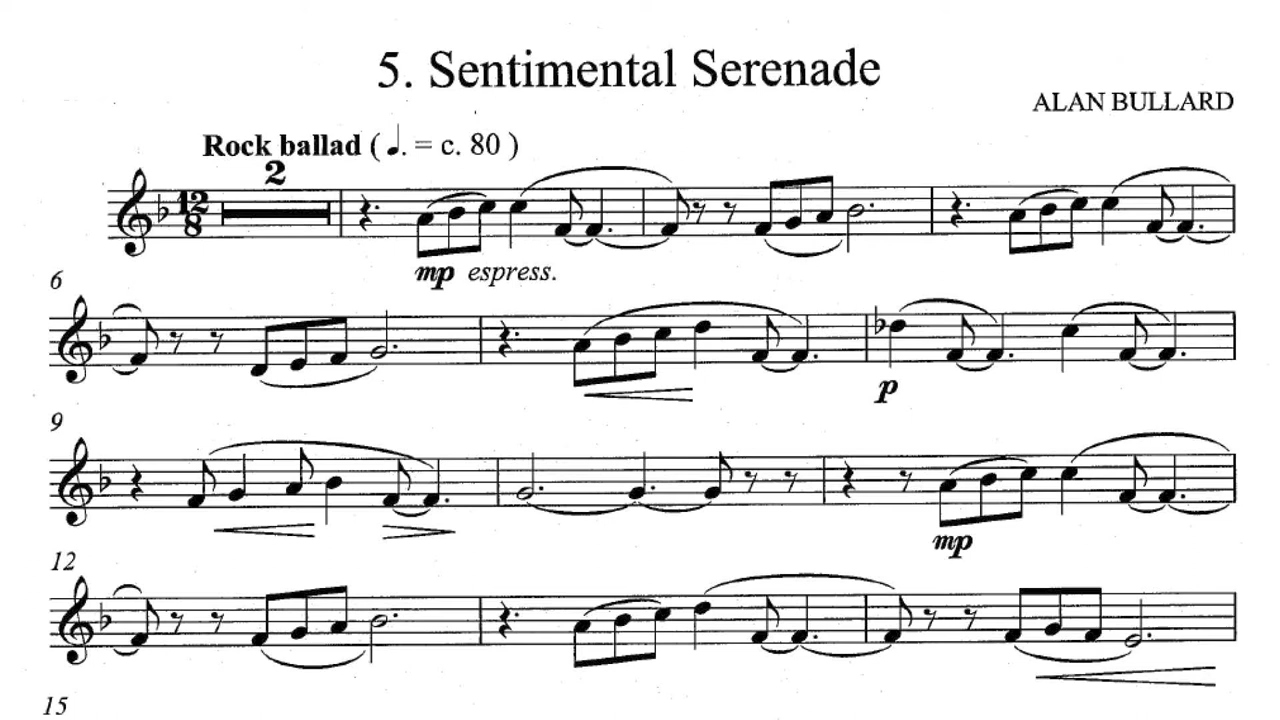 5. Sentimental Serenade
ALAN BULLARD
Rock ballad ( ♩. = c. 80 )
2
12
8
mp espress.
6
p
9
mp
12
15